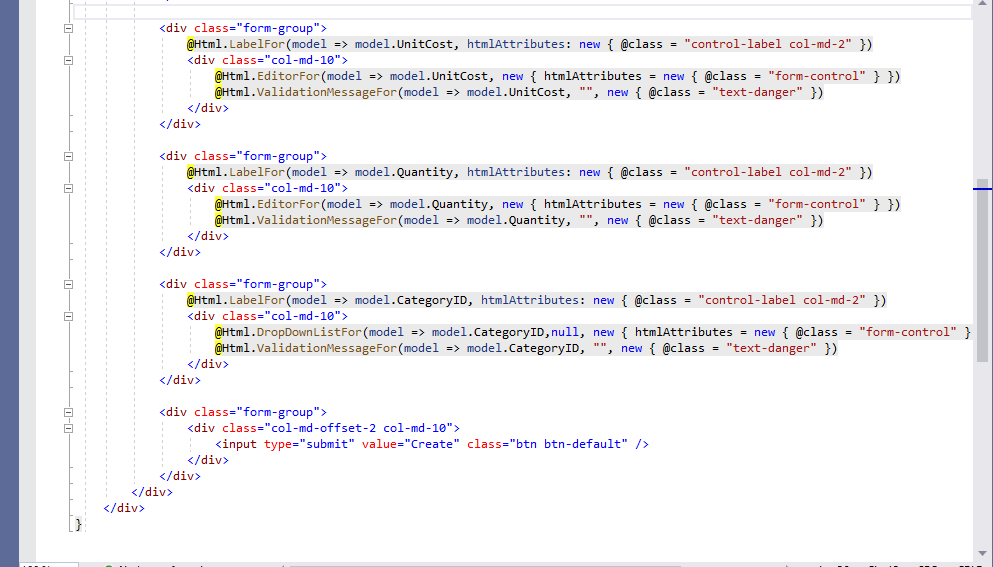 <div class="form-group">
@Html.LabelFor(model => model.UnitCost, htmlAttributes: new { @class = "control-label col-md-2" })
<div class="col-md-10">
@Html.EditorFor(model => model.UnitCost, new { htmlAttributes = new { @class = "form-control" } })
@Html.ValidationMessageFor(model => model.UnitCost, "", new { @class = "text-danger" })
</div>
</div>
<div class="form-group">
@Html.LabelFor(model => model.Quantity, htmlAttributes: new { @class = "control-label col-md-2" })
<div class="col-md-10">
@Html.EditorFor(model => model.Quantity, new { htmlAttributes = new { @class = "form-control" } })
@Html.ValidationMessageFor(model => model.Quantity, "", new { @class = "text-danger" })
</div>
</div>
<div class="form-group">
@Html.LabelFor(model => model.CategoryID, htmlAttributes: new { @class = "control-label col-md-2" })
<div class="col-md-10">
@Html.DropDownListFor(model => model.CategoryID,null, new { htmlAttributes = new { @class = "form-control" }
@Html.ValidationMessageFor(model => model.CategoryID, "", new { @class = "text-danger" })
</div>
</div>
<div class="form-group">
<div class="col-md-offset-2 col-md-10">
<input type="submit" value="Create" class="btn btn-default" />
</div>
</div>
</div>
</div>
}